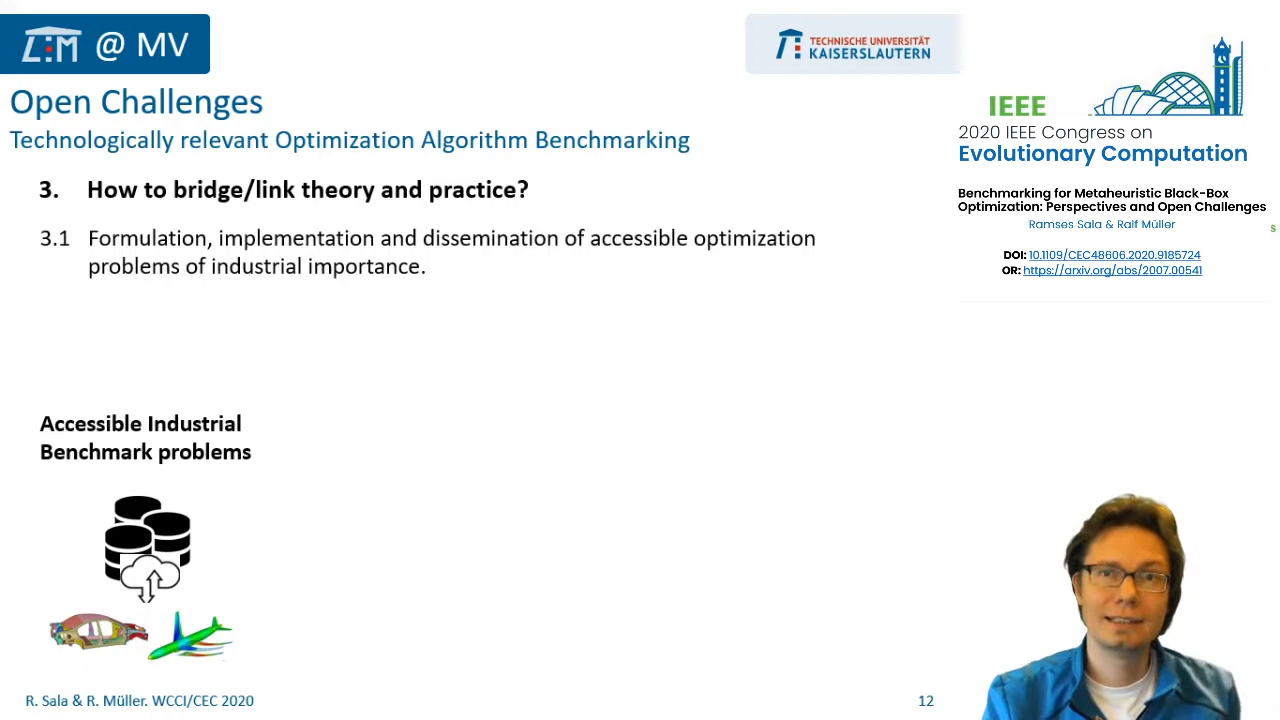 LTM @ MV
TECHNISCHE UNIVERSITÄT
KAISERSLAUTERN
Open Challenges
Technologically relevant Optimization Algorithm Benchmarking
3. How to bridge/link theory and practice?
3.1 Formulation, implementation and dissemination of accessible optimization
problems of industrial importance.
Accessible Industrial
Benchmark problems
R. Sala & R. Müller. WCCI/CEC 2020
12
IEEE
2020 IEEE Congress on
Evolutionary Computation
Benchmarking for Metaheuristic Black-Box
Optimization: Perspectives and Open Challenges
Ramses Sala & Ralf Müller
s
DOI: 10.1109/CEC48606.2020.9185724
OR: https://arxiv.org/abs/2007.00541